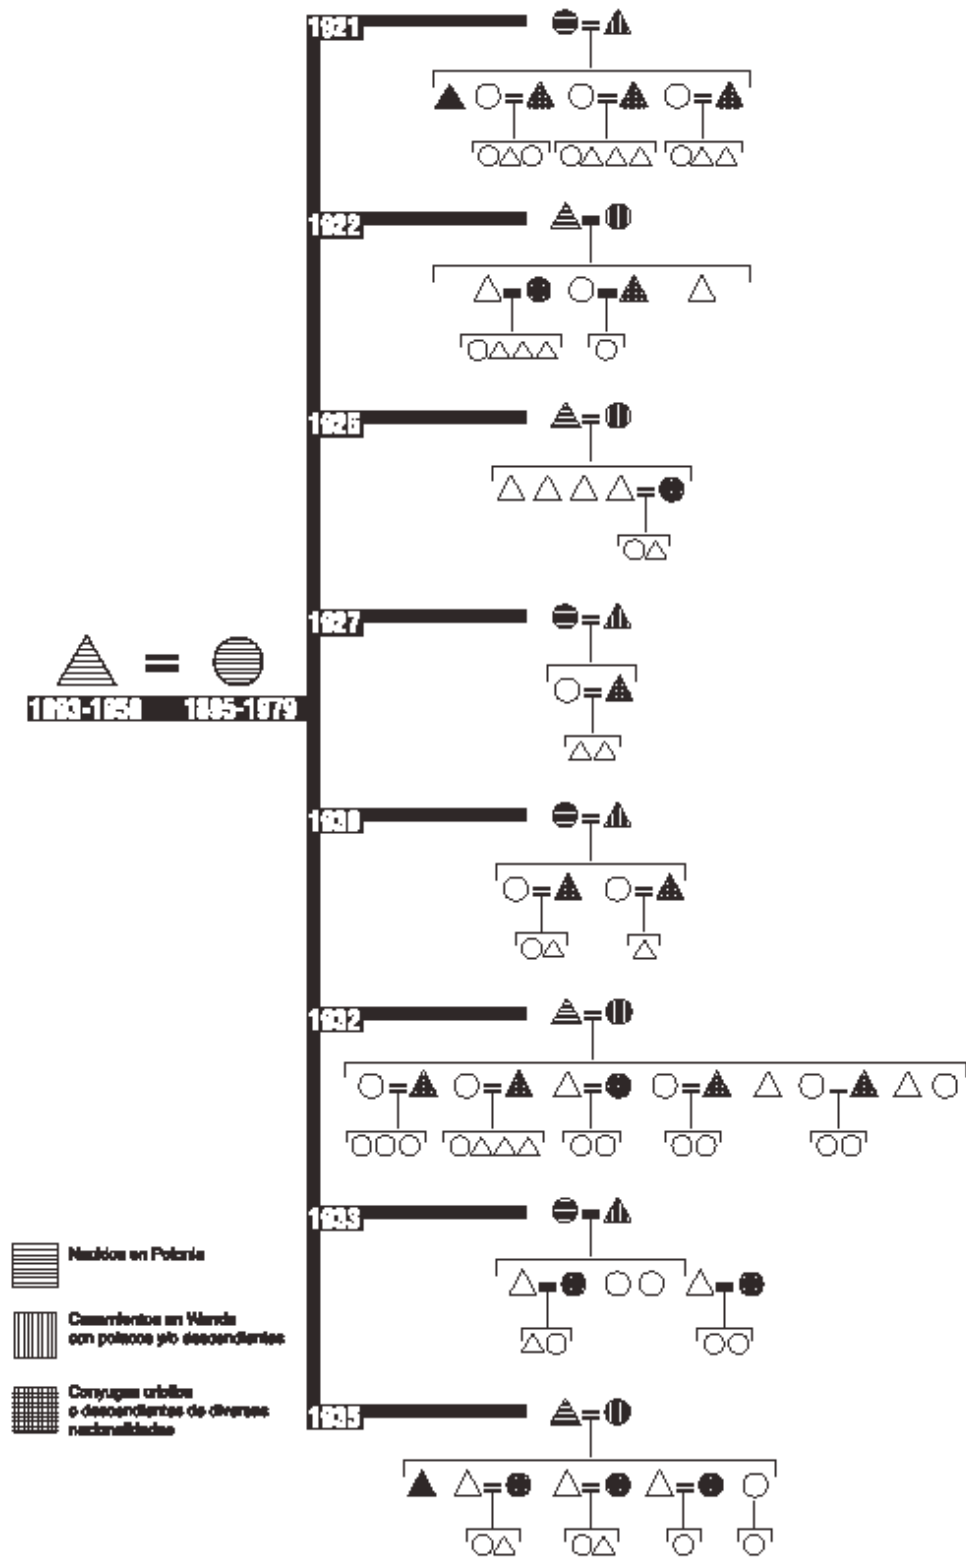 1921
1922
1926
1927
1893-1958 1895-1979
1930
1932
1933
Nacidos en Polonia
Casamientos en Wanda
con polacos y/o descendientes
Conyuges criollos
o descendientes de diversas
nacionalidades
1935